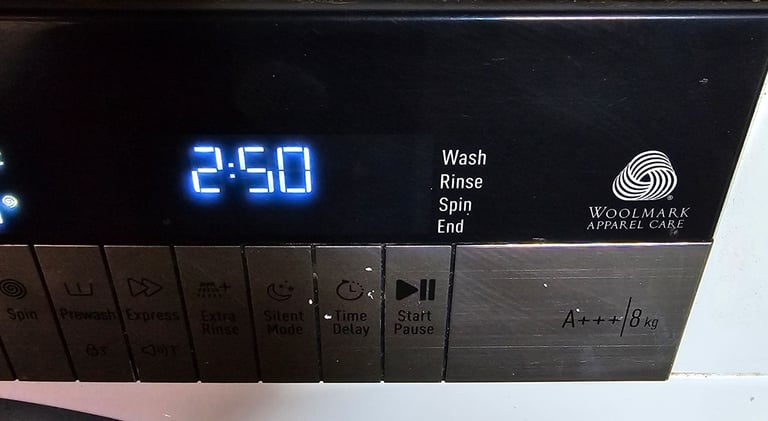 2:50
Wash
Rinse
Spin
End
WOOLMARK
APPAREL CARE
Spin
Prewash
Express
Extra
Rinse
Silent
Mode
Time
Delay
Start
Pause
A+++ 8 kg